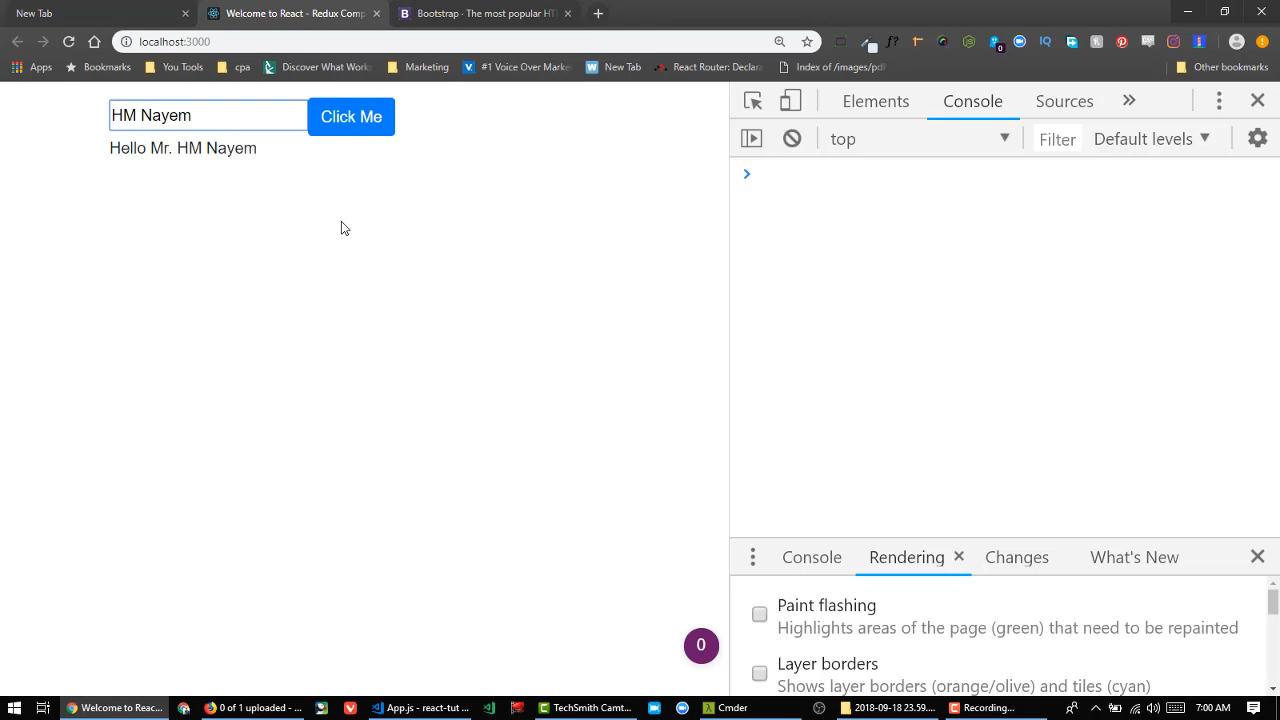 New Tab
Welcome to React - Redux Comp
Bootstrap · The most popular HT
localhost:3000
Apps
Bookmarks
You Tools
cpa
Discover What Works
Marketing
#1 Voice Over Marke
New Tab
React Router: Declara
Index of /images/pdf
Other bookmarks
HM Nayem
Click Me
Hello Mr. HM Nayem
Elements
Console
Sources
top
Filter
Default levels
Console
Rendering
Changes
What's New
Paint flashing
Highlights areas of the page (green) that need to be repainted
Layer borders
Shows layer borders (orange/olive) and tiles (cyan)
0
Welcome to Reac...
0 of 1 uploaded - ...
App.js - react-tut ...
TechSmith Camt...
Cmder
2018-09-18 23.59....
Recording...
7:00 AM